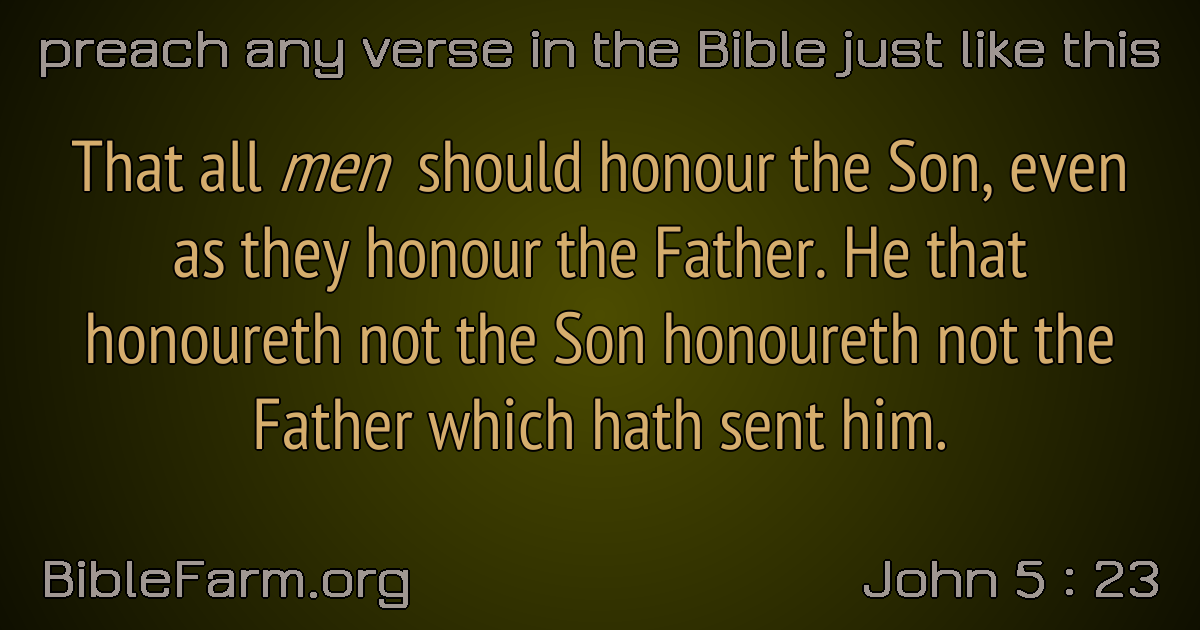 preach any verse in the Bible just like this
That all men should honour the Son, even
as they honour the Father. He that
honoureth not the Son honoureth not the
Father which hath sent him.
BibleFarm.org
John 5 : 23